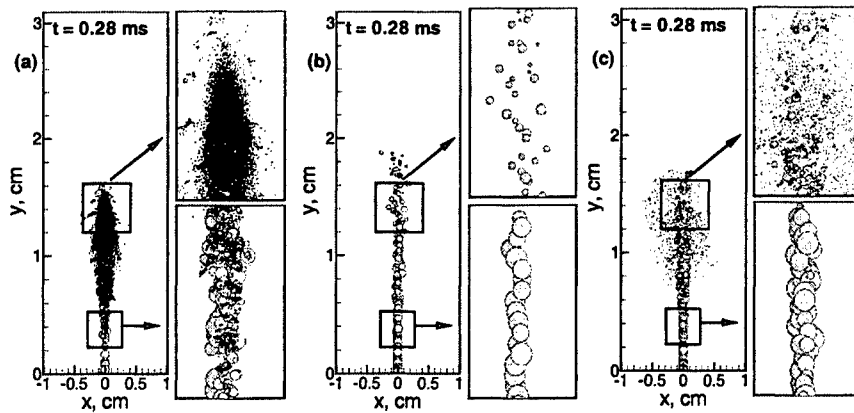 t = 0.28 ms
(a)
y, cm
3
2
1
0
-1 -0.5 0 0.5 1
x, cm
t = 0.28 ms
(b)
y, cm
3
2
1
0
-1 -0.5 0 0.5 1
x, cm
t = 0.28 ms
(c)
y, cm
3
2
1
0
-1 -0.5 0 0.5 1
x, cm